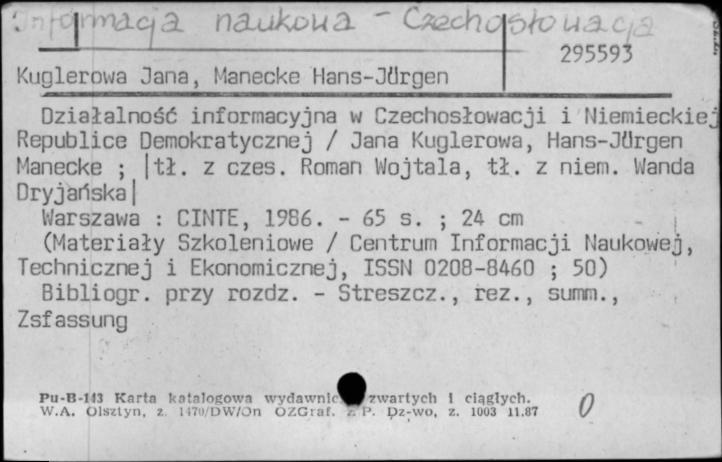 Informacja naukowa - Czechosłowacja
295593
Kuglerowa Jana, Manecke Hans-Jürgen
Działalność informacyjna w Czechosłowacji i Niemieckiej
Republice Demokratycznej / Jana Kuglerowa, Hans-Jürgen
Manecke ; |tł. z czes. Roman Wojtala, tł. z niem. Wanda
Dryjańska|
Warszawa : CINTE, 1986. - 65 s. ; 24 cm
(Materiały Szkoleniowe / Centrum Informacji Naukowej,
Technicznej i Ekonomicznej, ISSN 0208-8460 ; 50)
Bibliogr. przy rozdz. - Streszcz., rez., summ.,
Zsfassung
Pu-B-143 Karta katalogowa wydawnic zwartych i ciągłych.
W.A. Olsztyn, z. 1470/DW/On OZGraf. z. P. Dz-wo, z. 1003 11.87
0